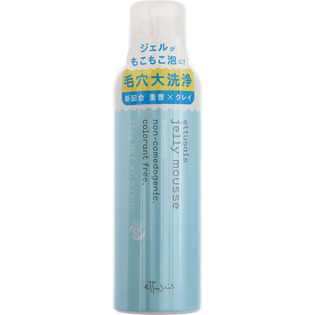 ジェルが
もこもこ泡に!
毛穴大洗浄
新配合 重曹×クレイ
ettusais
jelly mousse
non-comedogenic.
colorant free.
ettusais